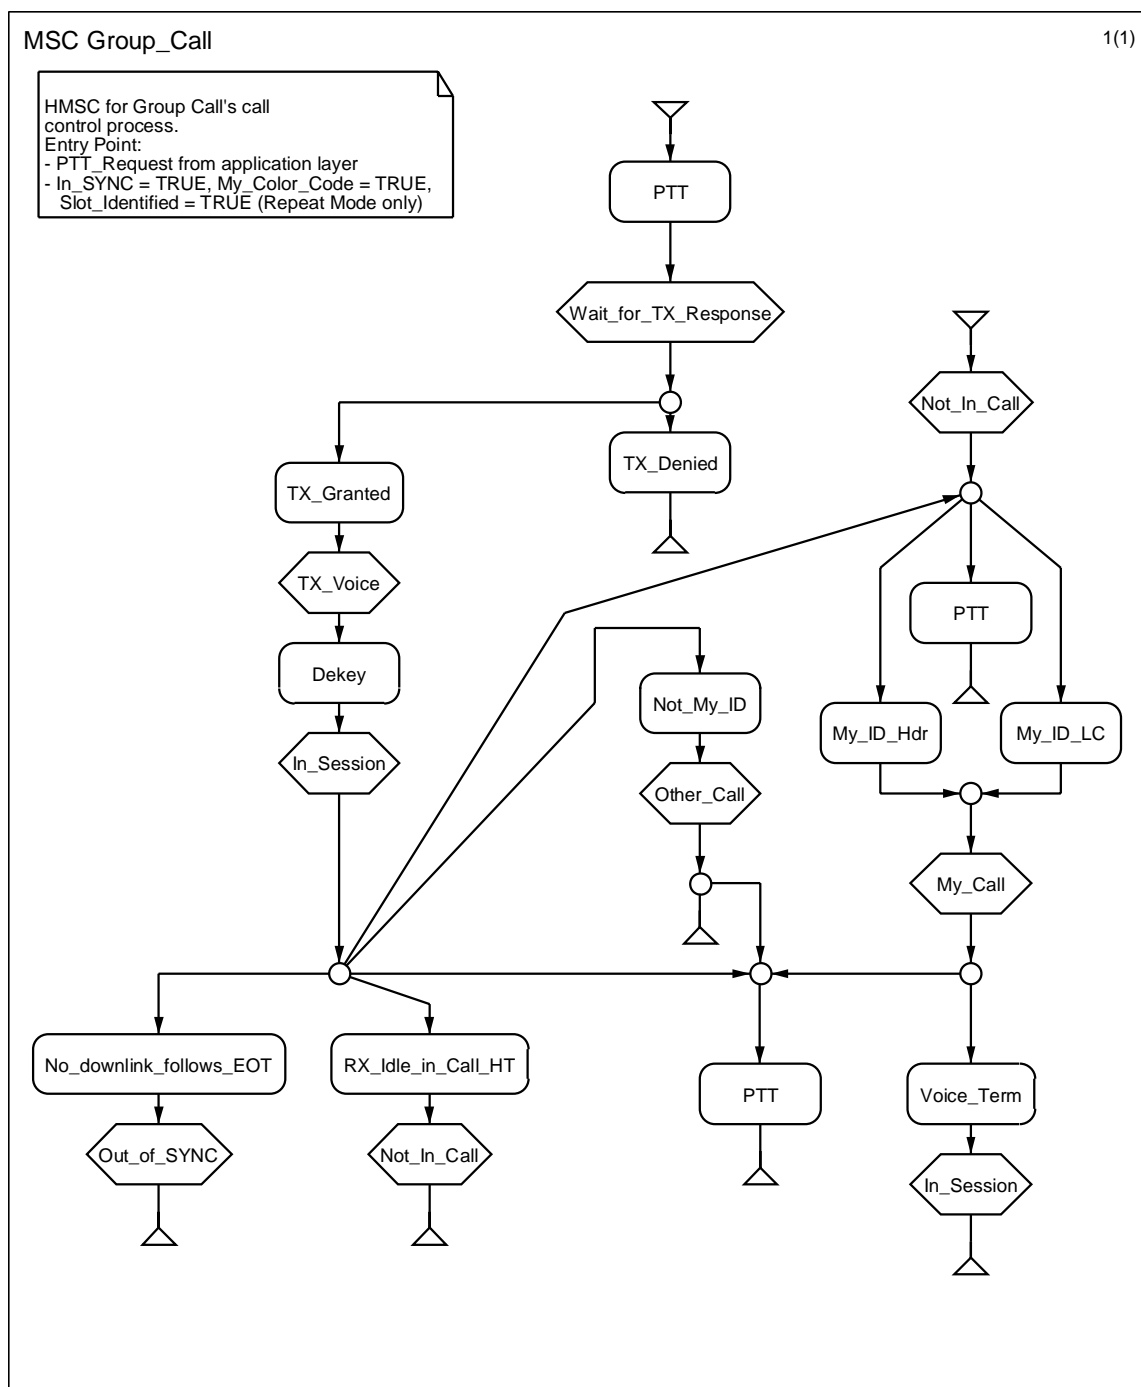 MSC Group_Call
1(1)
HMSC for Group Call's call
control process.
Entry Point:
- PTT_Request from application layer
- In_SYNC = TRUE, My_Color_Code = TRUE,
Slot_Identified = TRUE (Repeat Mode only)
PTT
Wait_for_TX_Response
Not_In_Call
TX_Denied
TX_Granted
TX_Voice
PTT
Dekey
Not_My_ID
My_ID_Hdr
My_ID_LC
In_Session
Other_Call
My_Call
No_downlink_follows_EOT
RX_Idle_in_Call_HT
PTT
Voice_Term
Out_of_SYNC
Not_In_Call
In_Session